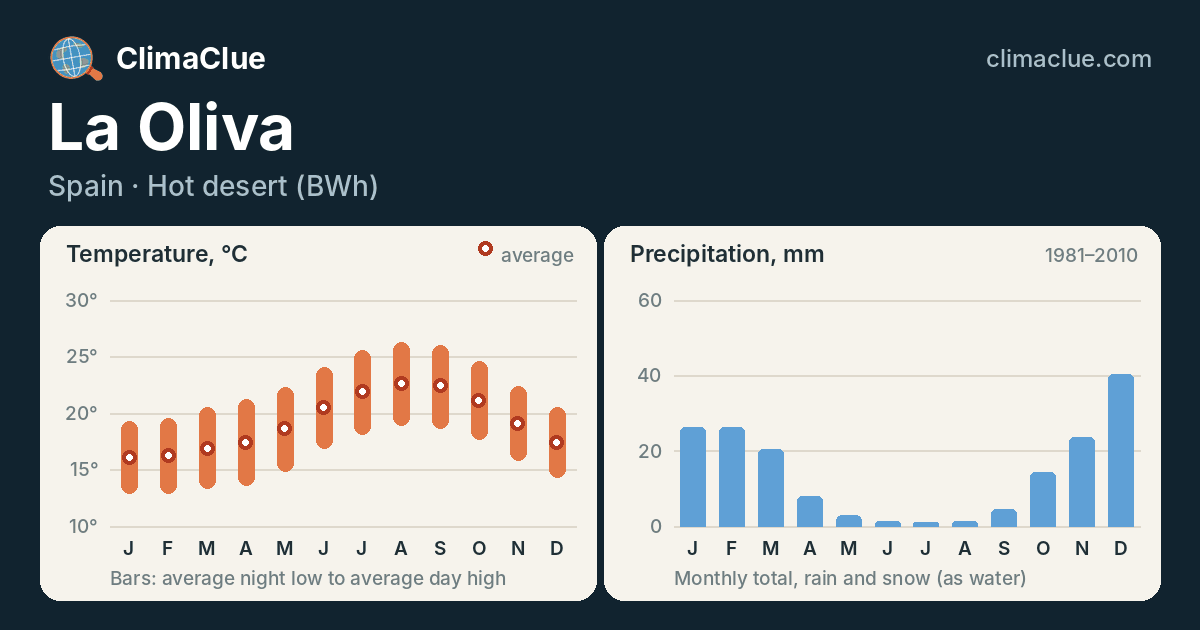 ClimaClue
climaclue.com
La Oliva
Spain · Hot desert (BWh)
Temperature, °C
average
30°
25°
20°
15°
10°
J F M A M J J A S O N D
Bars: average night low to average day high
Precipitation, mm
1981–2010
60
40
20
0
J F M A M J J A S O N D
Monthly total, rain and snow (as water)